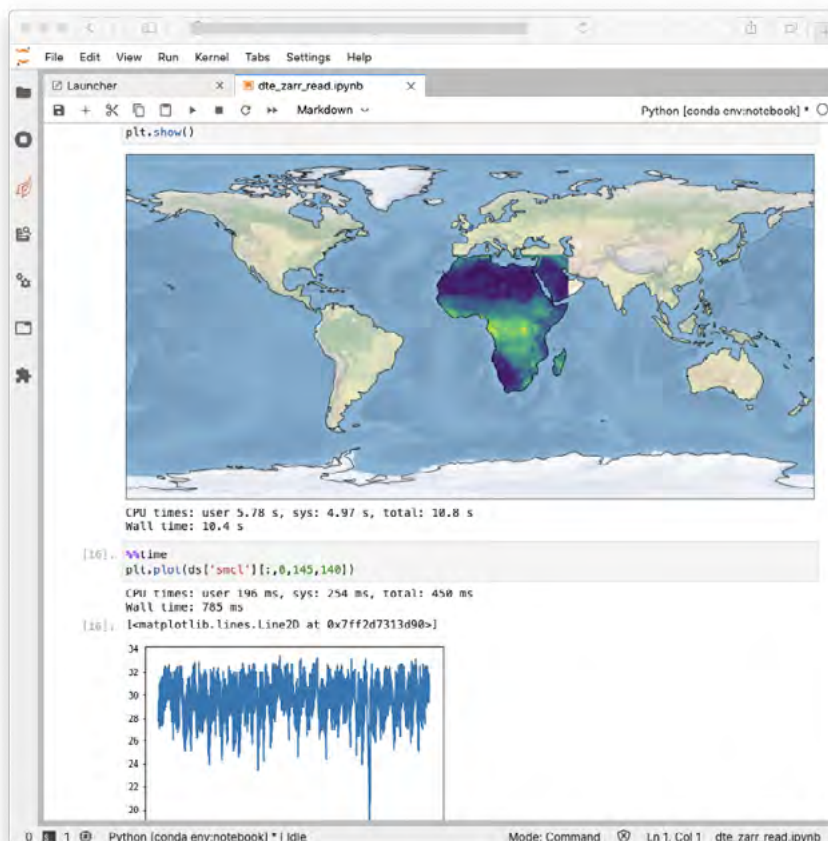 File Edit View Run Kernel Tabs Settings Help
Launcher × dte_zarr_read.ipynb ×
Markdown Python [conda env:notebook] *
plt.show()
CPU times: user 5.78 s, sys: 4.97 s, total: 10.8 s
Wall time: 10.4 s
[16]: %%time
plt.plot(ds['smcl'][:,0,145,140])
CPU times: user 196 ms, sys: 254 ms, total: 450 ms
Wall time: 785 ms
[16]: [<matplotlib.lines.Line2D at 0x7ff2d7313d90>]
34
32
30
28
26
24
22
20
0 1 Python [conda env:notebook] * | Idle Mode: Command Ln 1, Col 1 dte_zarr_read.ipynb